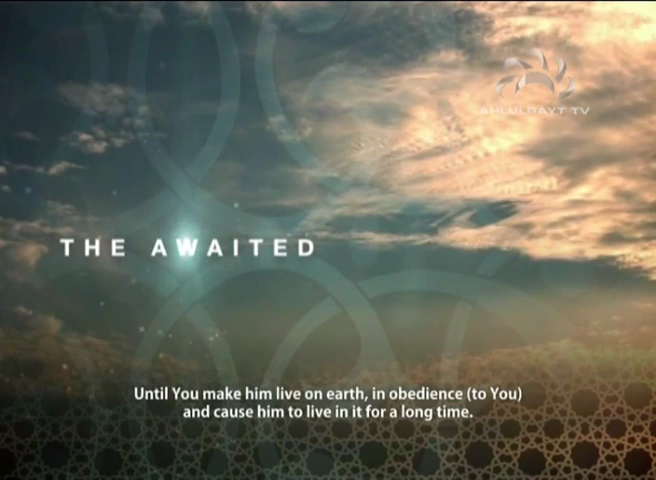 AHLULBAYT TV
THE AWAITED
Until You make him live on earth, in obedience (to You)
and cause him to live in it for a long time.